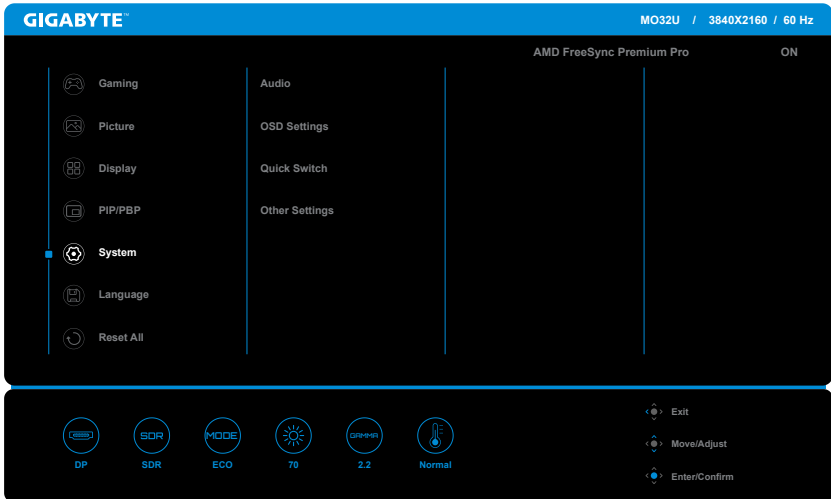 GIGABYTE™ MO32U / 3840X2160 / 60 Hz
AMD FreeSync Premium Pro ON
Gaming Audio
Picture OSD Settings
Display Quick Switch
PIP/PBP Other Settings
System
Language
Reset All
Exit
SDR MODE GAMMA
Move/Adjust
DP SDR ECO 70 2.2 Normal
Enter/Confirm